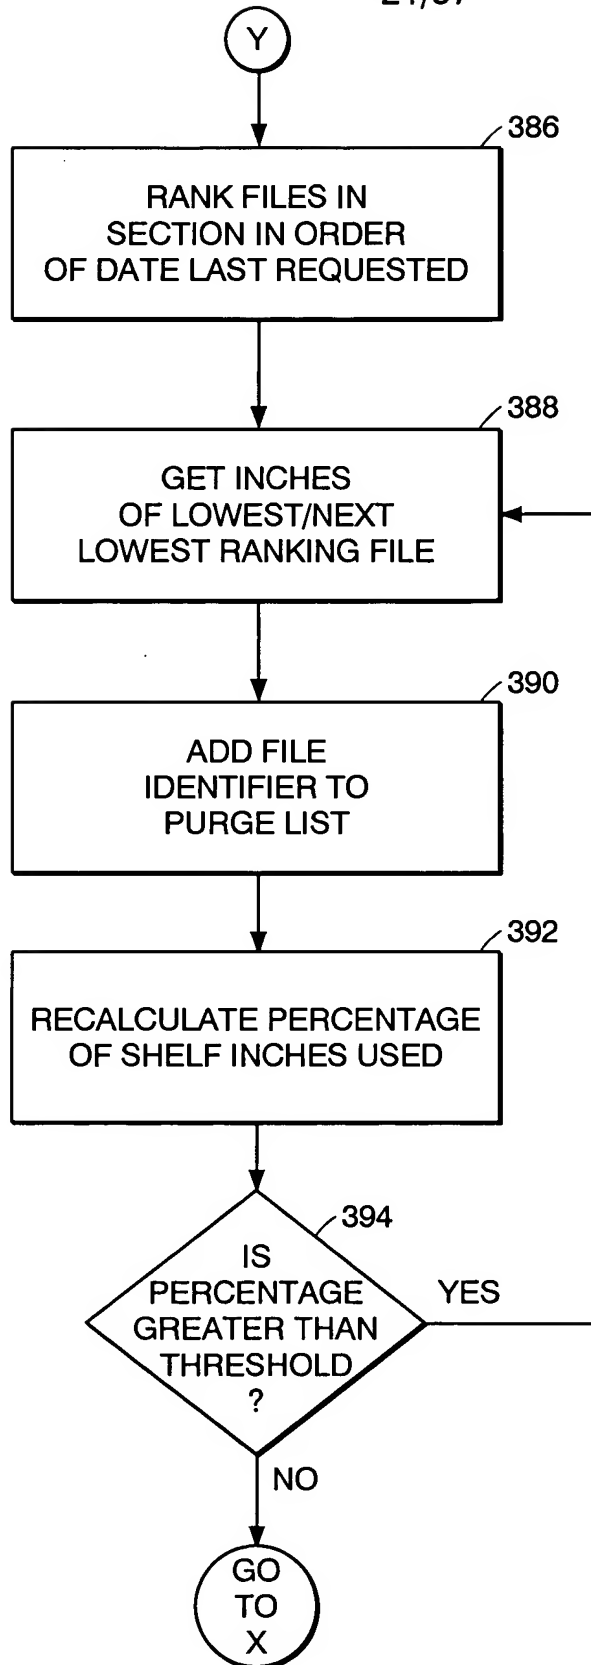 Y
386
RANK FILES IN
SECTION IN ORDER
OF DATE LAST REQUESTED
388
GET INCHES
OF LOWEST/NEXT
LOWEST RANKING FILE
390
ADD FILE
IDENTIFIER TO
PURGE LIST
392
RECALCULATE PERCENTAGE
OF SHELF INCHES USED
394
IS
PERCENTAGE
GREATER THAN
THRESHOLD
?
YES
NO
GO
TO
X